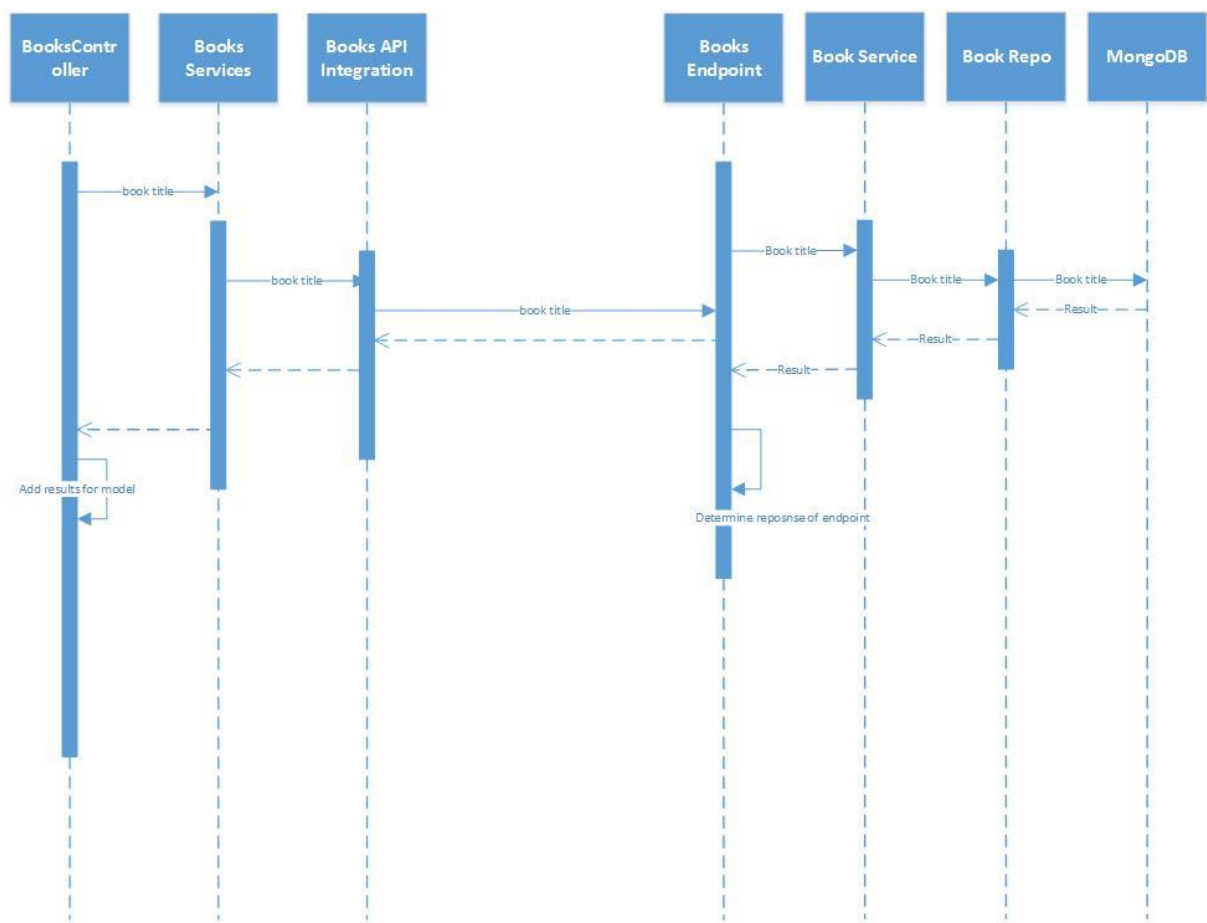 BooksContr
oller
Books
Services
Books API
Integration
Books
Endpoint
Book Service
Book Repo
MongoDB
book title
Book title
book title
Book title
Book title
book title
Result
Result
Result
Add results for model
Determine reposnse of endpoint